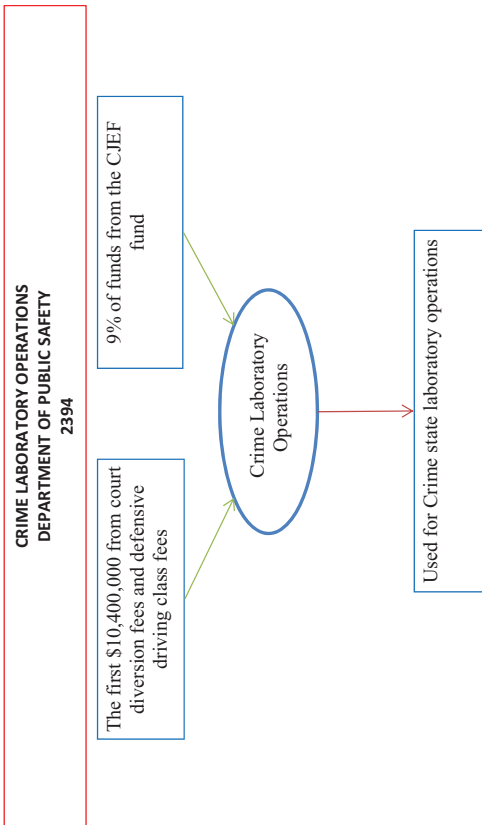 CRIME LABORATORY OPERATIONS
DEPARTMENT OF PUBLIC SAFETY
2394
The first $10,400,000 from court
diversion fees and defensive
driving class fees
9% of funds from the CJEF
fund
Crime Laboratory
Operations
Used for Crime state laboratory operations